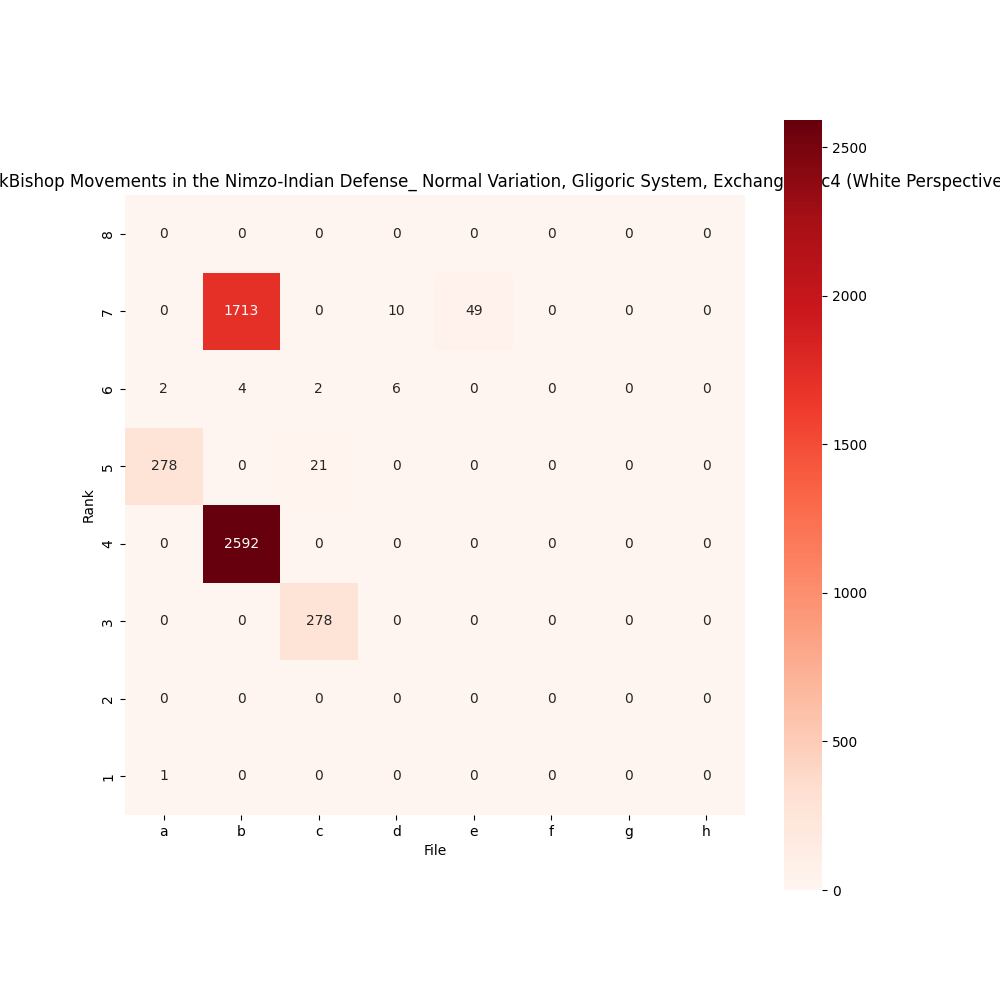 kBishop Movements in the Nimzo-Indian Defense_ Normal Variation, Gligoric System, Exchang c4 (White Perspective
8 0 0 0 0 0 0 0 0
7 0 1713 0 10 49 0 0 0
6 2 4 2 6 0 0 0 0
5 278 0 21 0 0 0 0 0
4 0 2592 0 0 0 0 0 0
3 0 0 278 0 0 0 0 0
2 0 0 0 0 0 0 0 0
1 1 0 0 0 0 0 0 0
a b c d e f g h
File
Rank
2500
2000
1500
1000
500
0